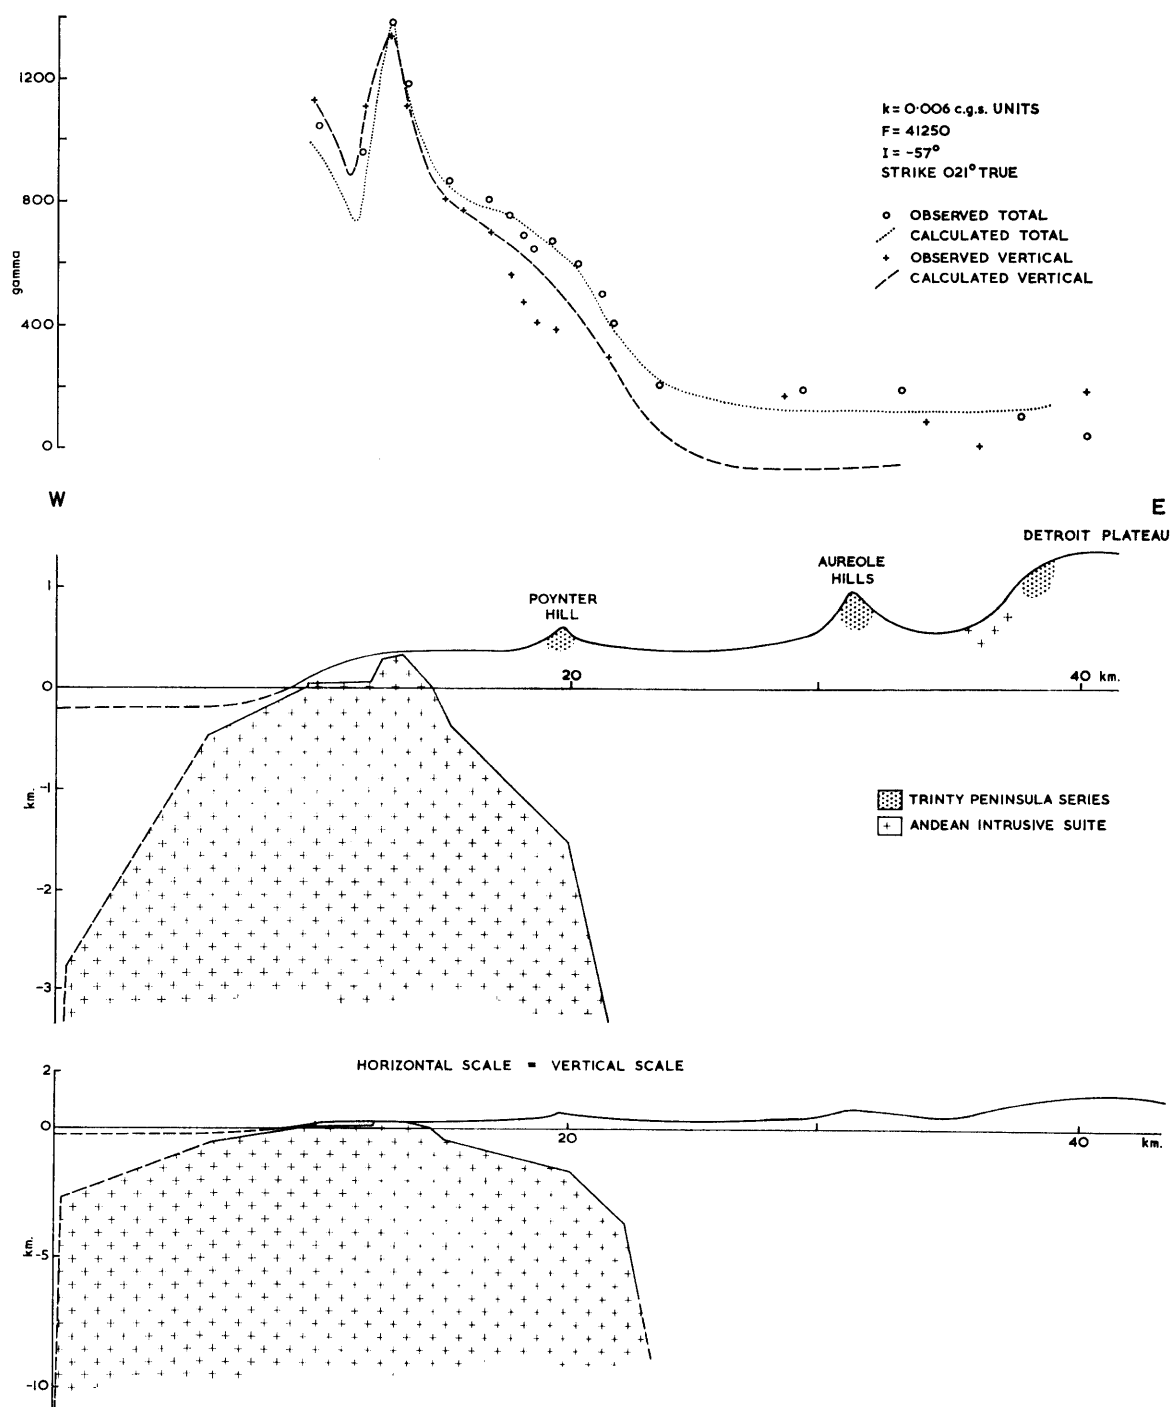 1200
800
400
0
gamma
k = 0·006 c.g.s. UNITS
F = 41250
I = -57°
STRIKE 021° TRUE
OBSERVED TOTAL
CALCULATED TOTAL
OBSERVED VERTICAL
CALCULATED VERTICAL
W
E
DETROIT PLATEAU
AUREOLE
HILLS
POYNTER
HILL
1
0
-1
-2
-3
km.
20
40 km.
TRINTY PENINSULA SERIES
ANDEAN INTRUSIVE SUITE
HORIZONTAL SCALE = VERTICAL SCALE
2
0
-5
-10
km.
20
40
km.